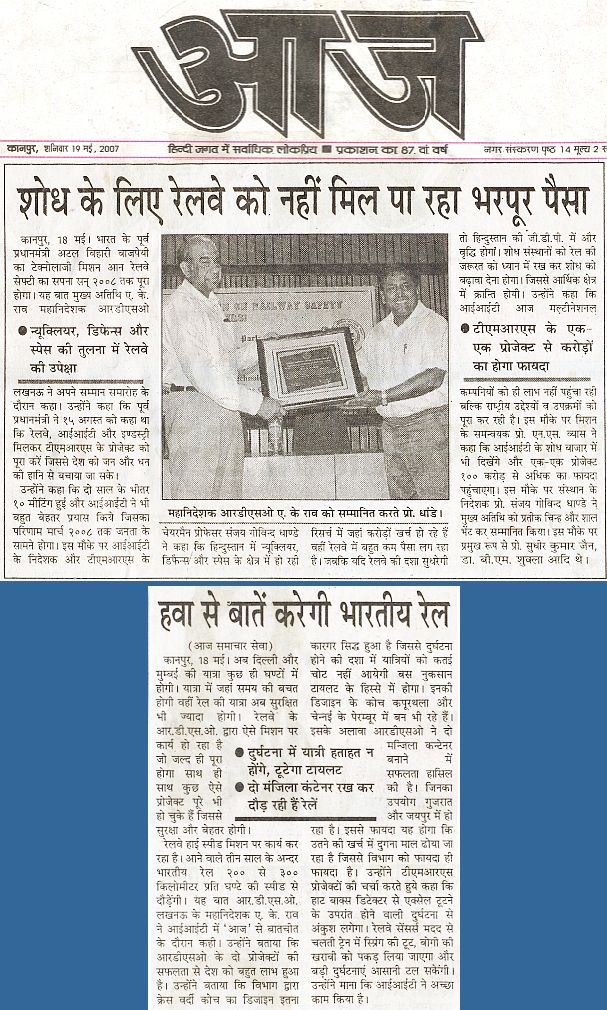 आज
कानपुर, शनिवार 19 मई, 2007
हिन्दी जगत में सर्वाधिक लोकप्रिय ■ प्रकाशन का 87 वां वर्ष
नगर संस्करण पृष्ठ 14 मूल्य 2
शोध के लिए रेलवे को नहीं मिल पा रहा भरपूर पैसा
कानपुर, 18 मई। भारत के पूर्व
प्रधानमंत्री अटल बिहारी वाजपेयी
का टेक्नोलाजी मिशन आन रेलवे
सेफ्टी का सपना सन् २००८ तक पूरा
होगा। यह बात मुख्य अतिथि ए. के.
राव महानिदेशक आरडीएसओ
● न्यूक्लियर, डिफेन्स और
स्पेस की तुलना में रेलवे
की उपेक्षा
लखनऊ ने अपने सम्मान समारोह के
दौरान कहा। उन्होंने कहा कि पूर्व
प्रधानमंत्री ने १५ अगस्त को कहा था
कि रेलवे, आईआईटी और इण्डस्ट्री
मिलकर टीएमआरएस के प्रोजेक्ट को
पूरा करें जिससे देश को जन और धन
की हानि से बचाया जा सके।
उन्होंने कहा कि दो साल के भीतर
१० मीटिंग हुई और आईआईटी ने भी
बहुत बेहतर प्रयास किये जिसका
परिणाम मार्च २००८ तक जनता के
सामने होगा। इस मौके पर आईआईटी
के निदेशक और टीएमआरएस के
ON RAILWAY SAFETY
महानिदेशक आरडीएसओ ए. के राव को सम्मानित करते प्रो. धांडे।
चेयरमैन प्रोफेसर संजय गोविन्द धाण्डे
ने कहा कि हिन्दुस्तान में न्यूक्लियर,
डिफेन्स और स्पेस के क्षेत्र में हो रही
रिसर्च में जहां करोड़ों खर्च हो रहे हैं
वहीं रेलवे में बहुत कम पैसा लग रहा
है। जबकि यदि रेलवे की दशा सुधरेगी
तो हिन्दुस्तान की जी.डी.पी. में और
वृद्धि होगी। शोध संस्थानों को रेल की
जरूरत को ध्यान में रख कर शोध को
बढ़ावा देना होगा। जिससे आर्थिक क्षेत्र
में क्रान्ति होगी। उन्होंने कहा कि
आईआईटी आज मल्टीनेशनल
● टीएमआरएस के एक-
एक प्रोजेक्ट से करोड़ों
का होगा फायदा
कम्पनियों को ही लाभ नहीं पहुंचा रही
बल्कि राष्ट्रीय उद्देश्यों व उपक्रमों को
पूरा कर रही है। इस मौके पर मिशन
के समन्वयक प्रो. एन.एस. व्यास ने
कहा कि आईआईटी के शोध बाजार में
भी दिखेंगे और एक-एक प्रोजेक्ट
१०० करोड़ से अधिक का फायदा
पहुंचाएगा। इस मौके पर संस्थान के
निदेशक प्रो. संजय गोविन्द धाण्डे ने
मुख्य अतिथि को प्रतीक चिन्ह और शाल
भेंट कर सम्मानित किया। इस मौके पर
प्रमुख रूप से प्रो. सुधीर कुमार जैन,
डा. बी.एम. शुक्ला आदि थे।
हवा से बातें करेगी भारतीय रेल
(आज समाचार सेवा)
कानपुर, 18 मई। अब दिल्ली और
मुम्बई की यात्रा कुछ ही घण्टों में
होगी। यात्रा में जहां समय की बचत
होगी वहीं रेल की यात्रा अब सुरक्षित
भी ज्यादा होगी। रेलवे के
आर.डी.एस.ओ. द्वारा ऐसे मिशन पर
कार्य हो रहा है
जो जल्द ही पूरा
होगा साथ ही
साथ कुछ ऐसे
प्रोजेक्ट पूरे भी
हो चुके हैं जिससे
सुरक्षा और बेहतर होगी।
रेलवे हाई स्पीड मिशन पर कार्य कर
रहा है। आने वाले तीन साल के अन्दर
भारतीय रेल २०० से ३००
किलोमीटर प्रति घण्टे की स्पीड से
दौड़ेंगी। यह बात आर.डी.एस.ओ.
लखनऊ के महानिदेशक ए. के. राव
ने आईआईटी में 'आज' से बातचीत
के दौरान कही। उन्होंने बताया कि
आरडीएसओ के दो प्रोजेक्टों की
सफलता से देश को बहुत लाभ हुआ
है। उन्होंने बताया कि विभाग द्वारा
क्रेस वर्दी कोच का डिजाइन इतना
● दुर्घटना में यात्री हताहत न
होंगे, टूटेगा टायलट
● दो मंजिला कंटेनर रख कर
दौड़ रही हैं रेलें
कारगर सिद्ध हुआ है जिससे दुर्घटना
होने की दशा में यात्रियों को कतई
चोट नहीं आयेगी बस नुकसान
टायलट के हिस्से में होगा। इनकी
डिजाइन के कोच कपूरथला और
चेन्नई के पेरम्बूर में बन भी रहे हैं।
इसके अलावा आरडीएसओ ने दो
मन्जिला कन्टेनर
बनाने में
सफलता हासिल
की है। जिनका
उपयोग गुजरात
और जयपुर में हो
रहा है। इससे फायदा यह होगा कि
उतने की खर्च में दुगना माल ढोया जा
रहा है जिससे विभाग को फायदा ही
फायदा है। उन्होंने टीएमआरएस
प्रोजेक्टों की चर्चा करते हुये कहा कि
हाट बाक्स डिटेक्टर से एक्सेल टूटने
के उपरांत होने वाली दुर्घटना से
अंकुश लगेगा। रेलवे सेंसर्स मदद से
चलती ट्रेन में स्प्रिंग की टूट, बोगी की
खराबी को पकड़ लिया जाएगा और
बड़ी दुर्घटनाएं आसानी टल सकेंगी।
उन्होंने माना कि आईआईटी ने अच्छा
काम किया है।